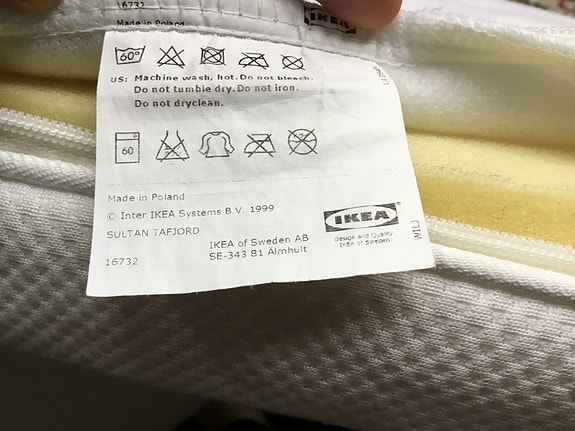 6732
Made in Poland
IKEA
60°
US: Machine wash, hot. Do not bleach.
Do not tumble dry. Do not iron.
Do not dryclean.
60
Made in Poland
© Inter IKEA Systems B.V. 1999
SULTAN TAFJORD
16732
IKEA of Sweden AB
SE-343 81 Älmhult
IKEA
Design and Quality
IKEA of Sweden